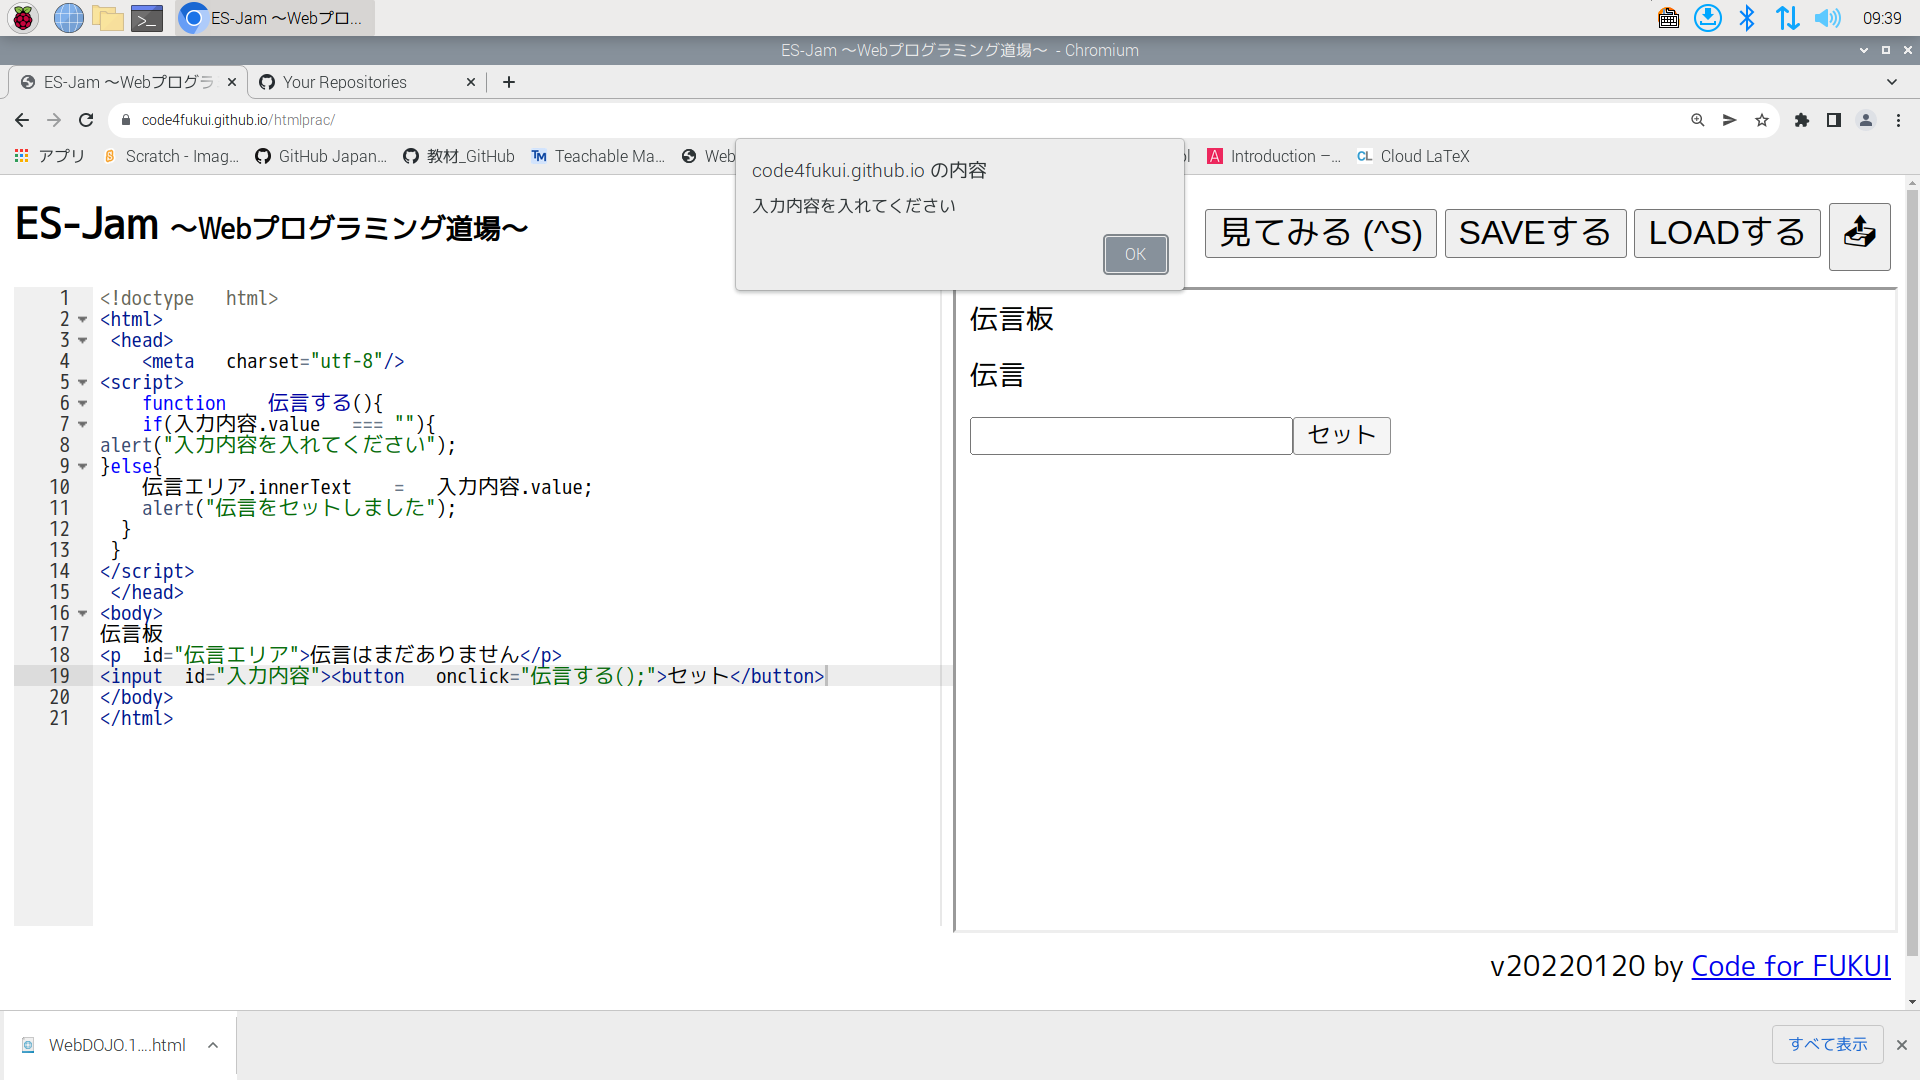 ES-Jam ～Webプロ...
09:39
ES-Jam ～Webプログラミング道場～ - Chromium
ES-Jam ～Webプログラ
Your Repositories
code4fukui.github.io/htmlprac/
アプリ
Scratch - Imag...
GitHub Japan...
教材_GitHub
Teachable Ma...
Web
Introduction –...
CL Cloud LaTeX
code4fukui.github.io の内容
入力内容を入れてください
OK
ES-Jam ～Webプログラミング道場～
見てみる (^S)
SAVEする
LOADする
1 <!doctype html>
2 <html>
3 <head>
4 <meta charset="utf-8"/>
5 <script>
6 function 伝言する(){
7 if(入力内容.value === ""){
8 alert("入力内容を入れてください");
9 }else{
10 伝言エリア.innerText = 入力内容.value;
11 alert("伝言をセットしました");
12 }
13 }
14 </script>
15 </head>
16 <body>
17 伝言板
18 <p id="伝言エリア">伝言はまだありません</p>
19 <input id="入力内容"><button onclick="伝言する();">セット</button>
20 </body>
21 </html>
伝言板
伝言
セット
v20220120 by Code for FUKUI
WebDOJO.1....html
すべて表示